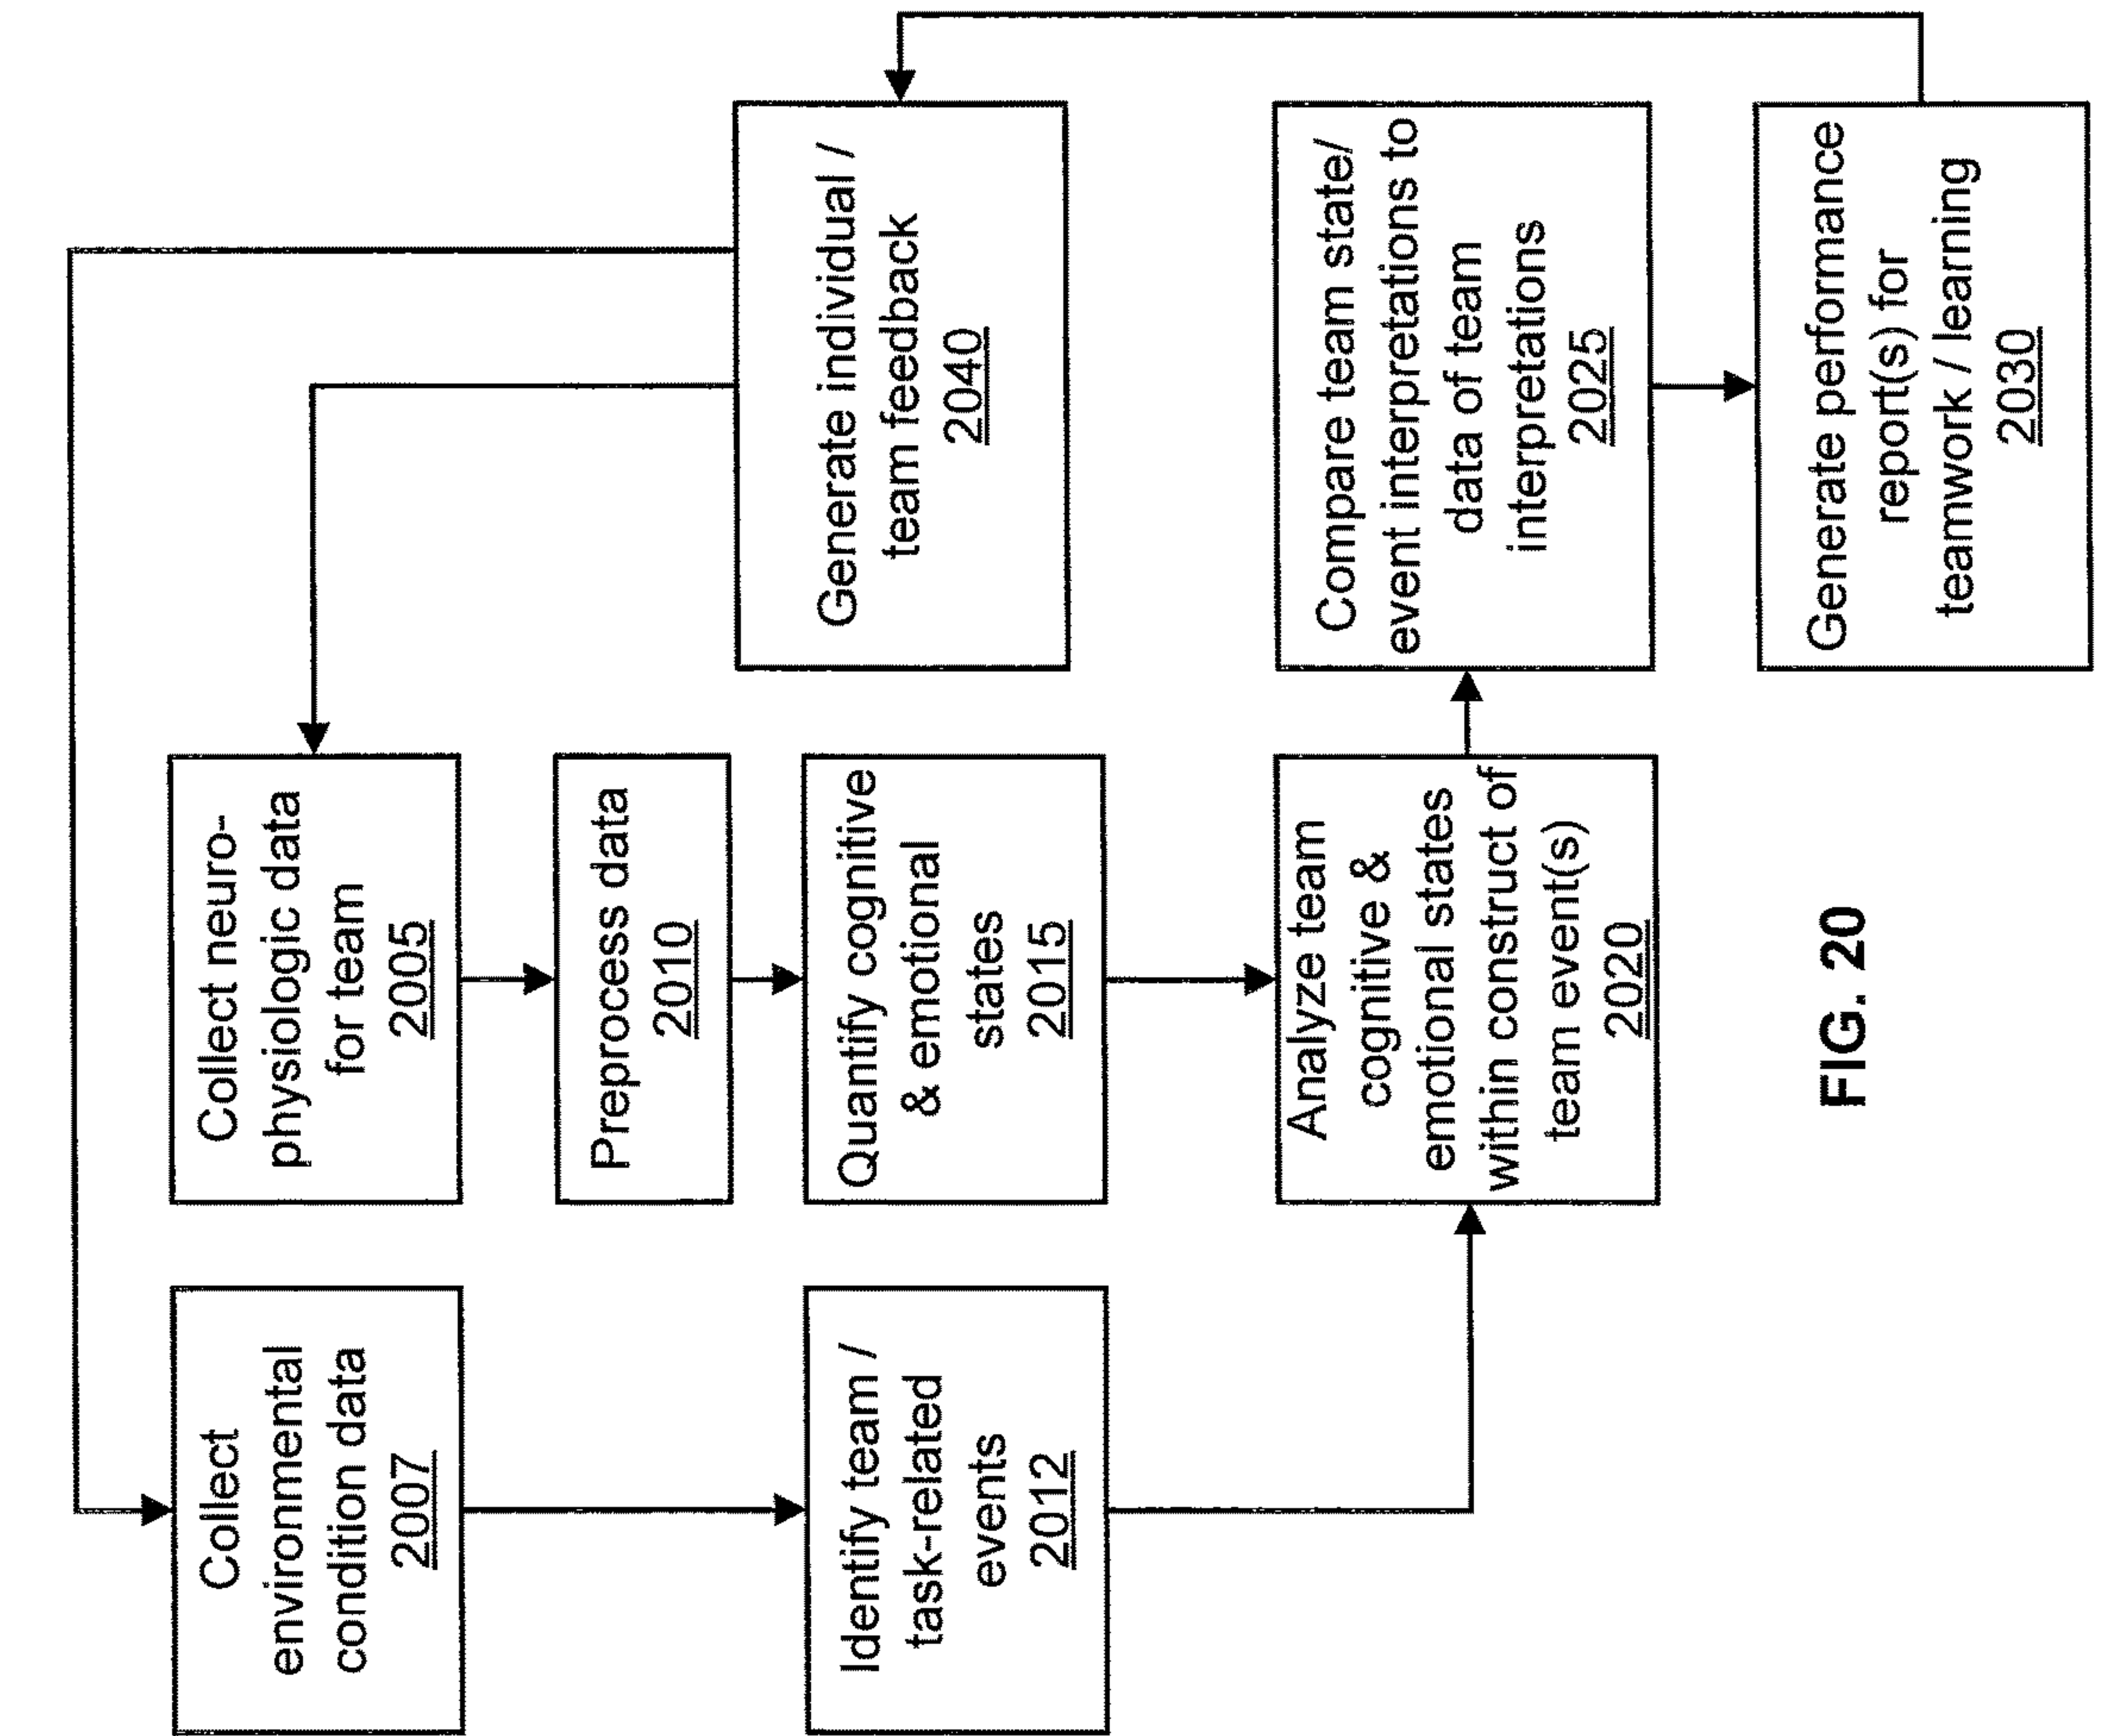 Collect
environmental
condition data
2007
Identify team /
task-related
events
2012
Collect neuro-
physiologic data
for team
2005
Preprocess data
2010
Quantify cognitive
& emotional
states
2015
Analyze team
cognitive &
emotional states
within construct of
team event(s)
2020
Generate individual /
team feedback
2040
Compare team state/
event interpretations to
data of team
interpretations
2025
Generate performance
report(s) for
teamwork / learning
2030
FIG. 20